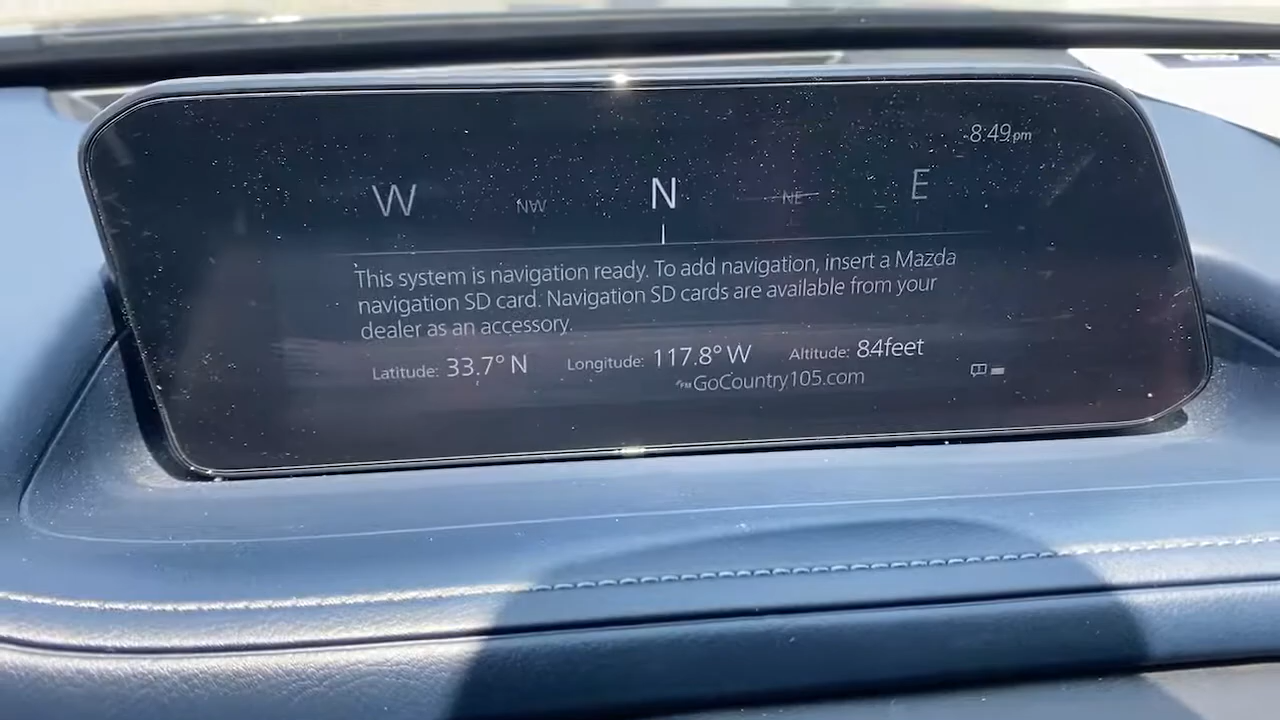 8:49pm
W NW N NE E
This system is navigation ready. To add navigation, insert a Mazda
navigation SD card. Navigation SD cards are available from your
dealer as an accessory.
Latitude: 33.7° N Longitude: 117.8° W Altitude: 84feet
FM GoCountry105.com